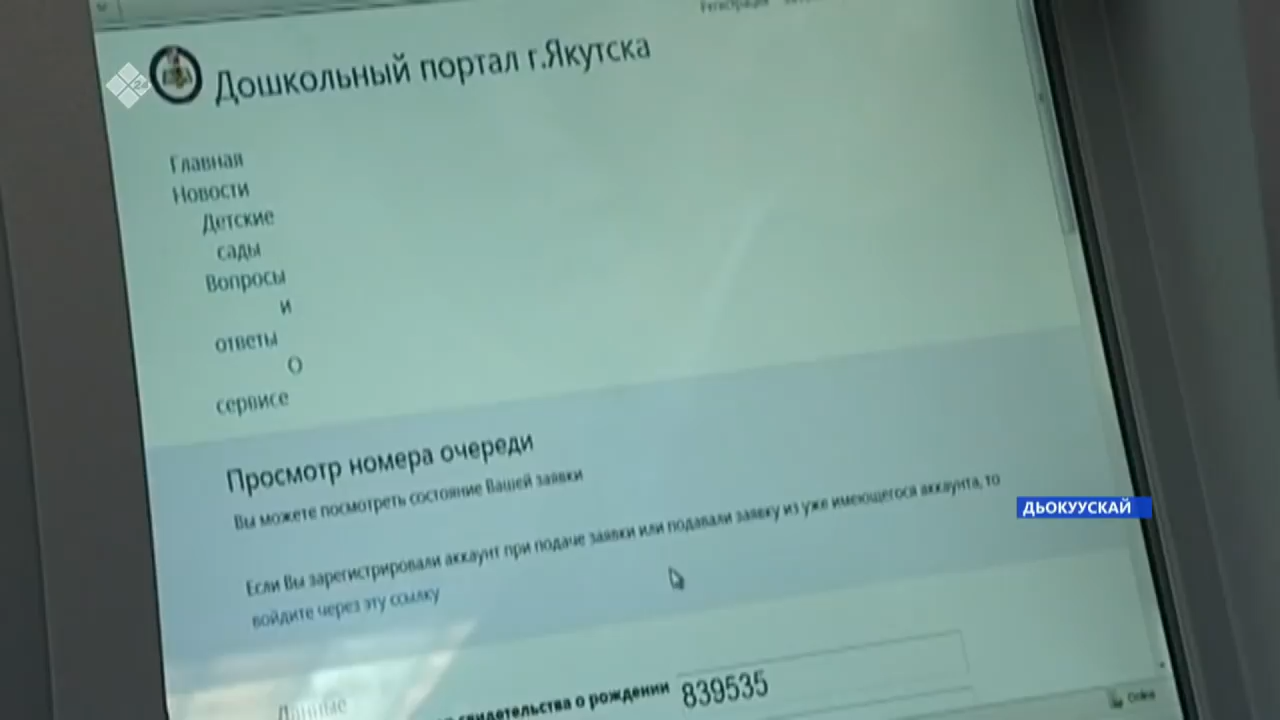 Регистрация
Дошкольный портал г.Якутска
Главная
Новости
Детские
сады
Вопросы
и
ответы
О
сервисе
Просмотр номера очереди
Вы можете посмотреть состояние Вашей заявки
Если Вы зарегистрировали аккаунт при подаче заявки или подавали заявку из уже имеющегося аккаунта, то
войдите через эту ссылку
ДЬОКУУСКАЙ
Данные
свидетельства о рождении 839535